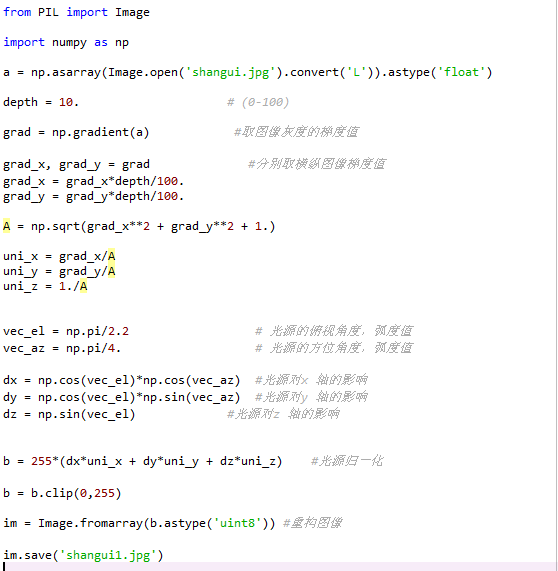 from PIL import Image
import numpy as np
a = np.asarray(Image.open('shangui.jpg').convert('L')).astype('float')
depth = 10.                     # (0-100)
grad = np.gradient(a)            #取图像灰度的梯度值
grad_x, grad_y = grad              #分别取横纵图像梯度值
grad_x = grad_x*depth/100.
grad_y = grad_y*depth/100.
A = np.sqrt(grad_x**2 + grad_y**2 + 1.)
uni_x = grad_x/A
uni_y = grad_y/A
uni_z = 1./A
vec_el = np.pi/2.2                  # 光源的俯视角度，弧度值
vec_az = np.pi/4.                   # 光源的方位角度，弧度值
dx = np.cos(vec_el)*np.cos(vec_az)  #光源对x 轴的影响
dy = np.cos(vec_el)*np.sin(vec_az)  #光源对y 轴的影响
dz = np.sin(vec_el)             #光源对z 轴的影响
b = 255*(dx*uni_x + dy*uni_y + dz*uni_z)    #光源归一化
b = b.clip(0,255)
im = Image.fromarray(b.astype('uint8')) #重构图像
im.save('shangui1.jpg')